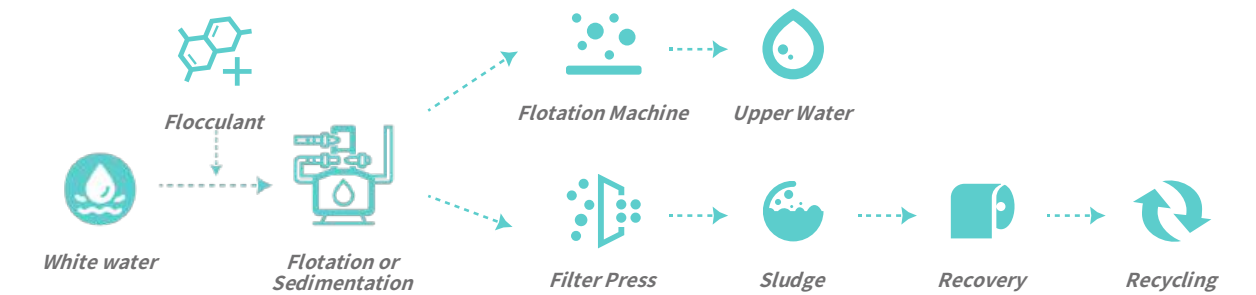 Flocculant
Flotation Machine
Upper Water
White water
Flotation or
Sedimentation
Filter Press
Sludge
Recovery
Recycling